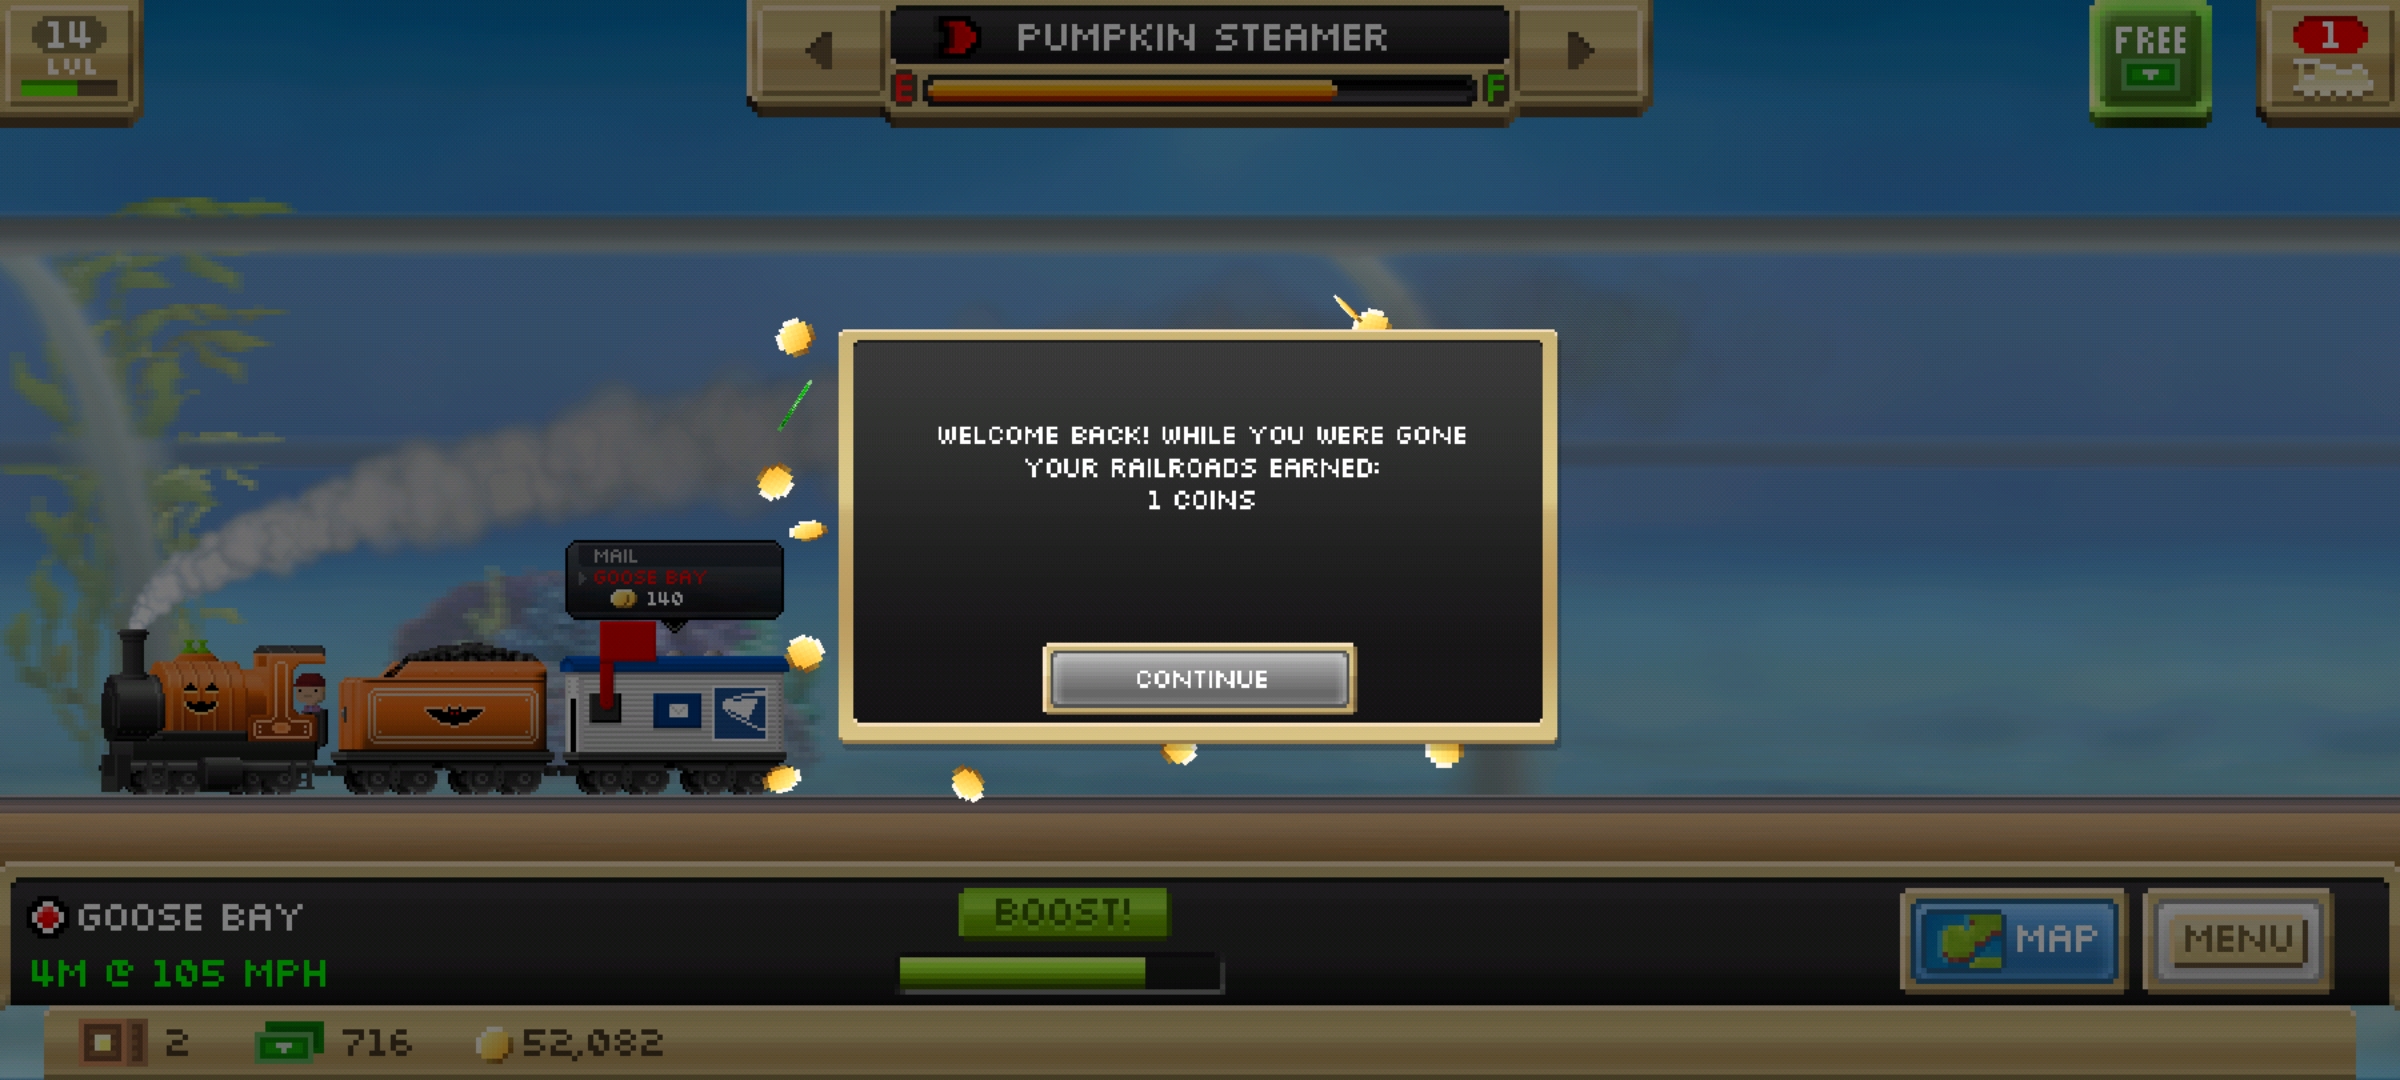 14
LVL
PUMPKIN STEAMER
E
F
FREE
1
WELCOME BACK! WHILE YOU WERE GONE
YOUR RAILROADS EARNED:
1 COINS
CONTINUE
MAIL
GOOSE BAY
140
GOOSE BAY
4M @ 105 MPH
BOOST!
MAP
MENU
2
716
52,082